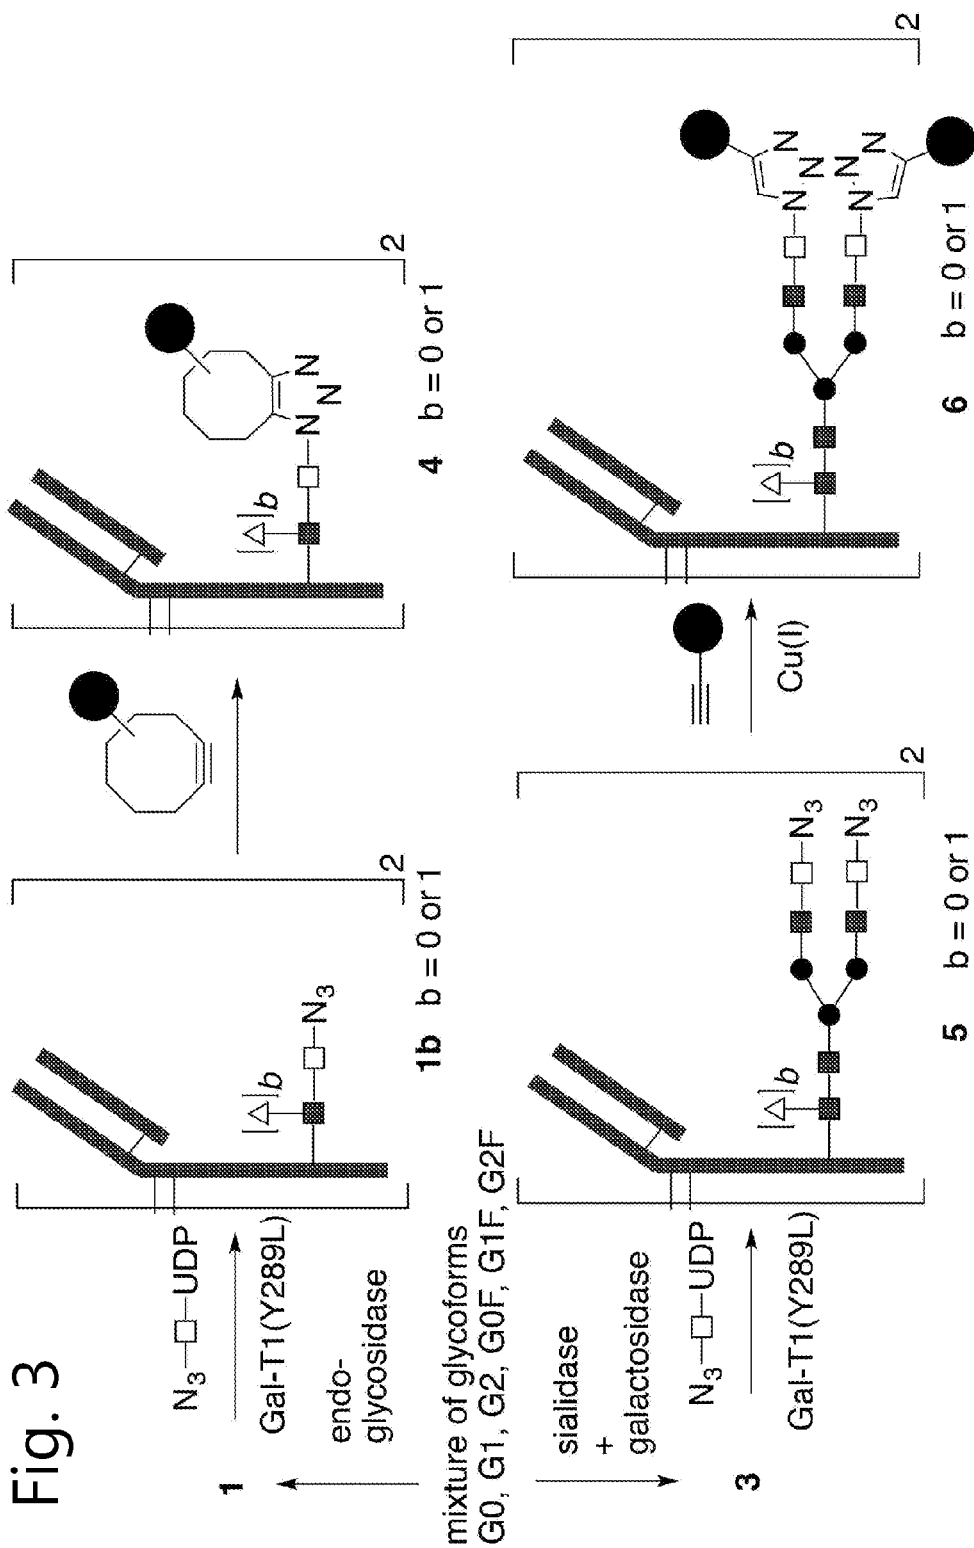 Fig. 3
1
N3 UDP
Gal-T1(Y289L)
endo-
glycosidase
mixture of glycoforms
G0, G1, G2, G0F, G1F, G2F
sialidase
+
galactosidase
3
N3 UDP
Gal-T1(Y289L)
b
N3
2
1b b = 0 or 1
b
N
N
N
2
4 b = 0 or 1
b
N3
N3
2
5 b = 0 or 1
Cu(I)
b
N
N
N
N
N
N
2
6 b = 0 or 1